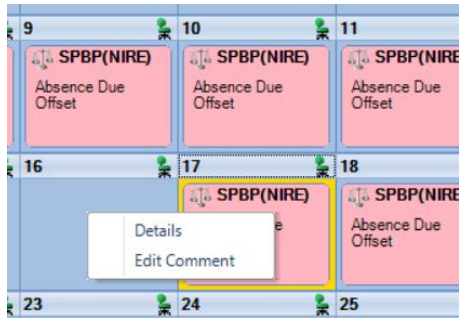 9
10
11
SPBP(NIRE)
SPBP(NIRE)
SPBP(NIRE
Absence Due
Offset
Absence Due
Offset
Absence Due
Offset
16
17
18
SPBP(NIRE)
SPBP(NIRE
e
Absence Due
Offset
Details
Edit Comment
23
24
25